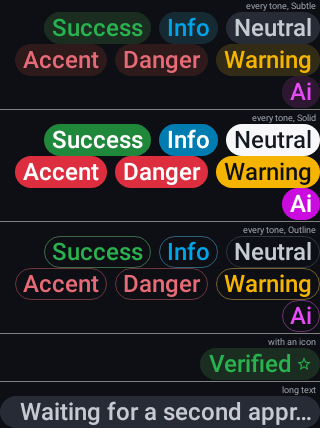 every tone, Subtle
Success Info Neutral
Accent Danger Warning
Ai
every tone, Solid
Success Info Neutral
Accent Danger Warning
Ai
every tone, Outline
Success Info Neutral
Accent Danger Warning
Ai
with an icon
Verified
long text
Waiting for a second appr…